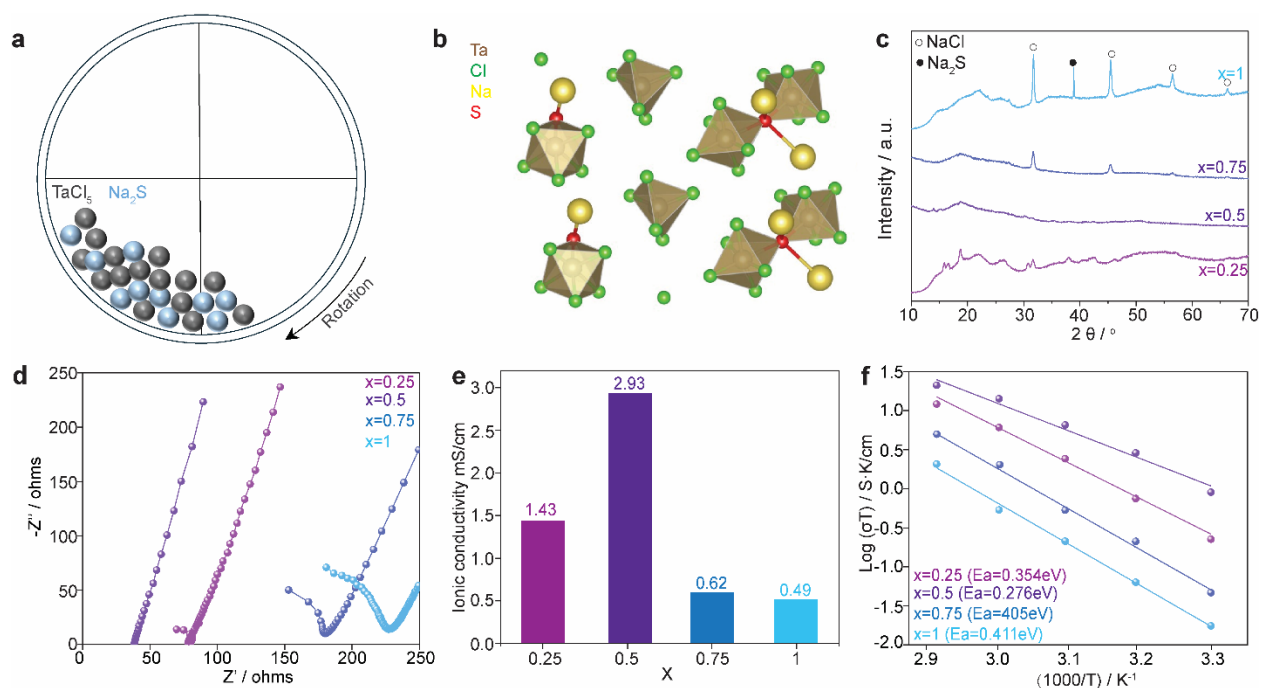 a
TaCl₅ Na₂S
Rotation
b
Ta
Cl
Na
S
c
○ NaCl
● Na₂S
x=1
x=0.75
x=0.5
x=0.25
Intensity / a.u.
10 20 30 40 50 60 70
2 θ / °
d
250
200
150
100
50
0
-Z'' / ohms
x=0.25
x=0.5
x=0.75
x=1
0 50 100 150 200 250
Z' / ohms
e
3.0
2.5
2.0
1.5
1.0
0.5
0.0
Ionic conductivity mS/cm
1.43
2.93
0.62
0.49
0.25 0.5 0.75 1
X
f
1.5
1.0
0.5
0.0
-0.5
-1.0
-1.5
-2.0
Log (σT) / S·K/cm
x=0.25 (Ea=0.354eV)
x=0.5 (Ea=0.276eV)
x=0.75 (Ea=405eV)
x=1 (Ea=0.411eV)
2.9 3.0 3.1 3.2 3.3
(1000/T) / K⁻¹